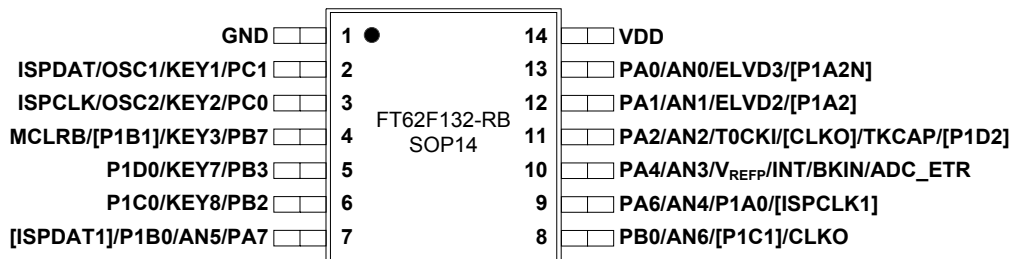 GND 1 14 VDD
ISPDAT/OSC1/KEY1/PC1 2 13 PA0/AN0/ELVD3/[P1A2N]
ISPCLK/OSC2/KEY2/PC0 3 12 PA1/AN1/ELVD2/[P1A2]
FT62F132-RB
MCLRB/[P1B1]/KEY3/PB7 4 11 PA2/AN2/T0CKI/[CLKO]/TKCAP/[P1D2]
SOP14
P1D0/KEY7/PB3 5 10 PA4/AN3/VREFP/INT/BKIN/ADC_ETR
P1C0/KEY8/PB2 6 9 PA6/AN4/P1A0/[ISPCLK1]
[ISPDAT1]/P1B0/AN5/PA7 7 8 PB0/AN6/[P1C1]/CLKO